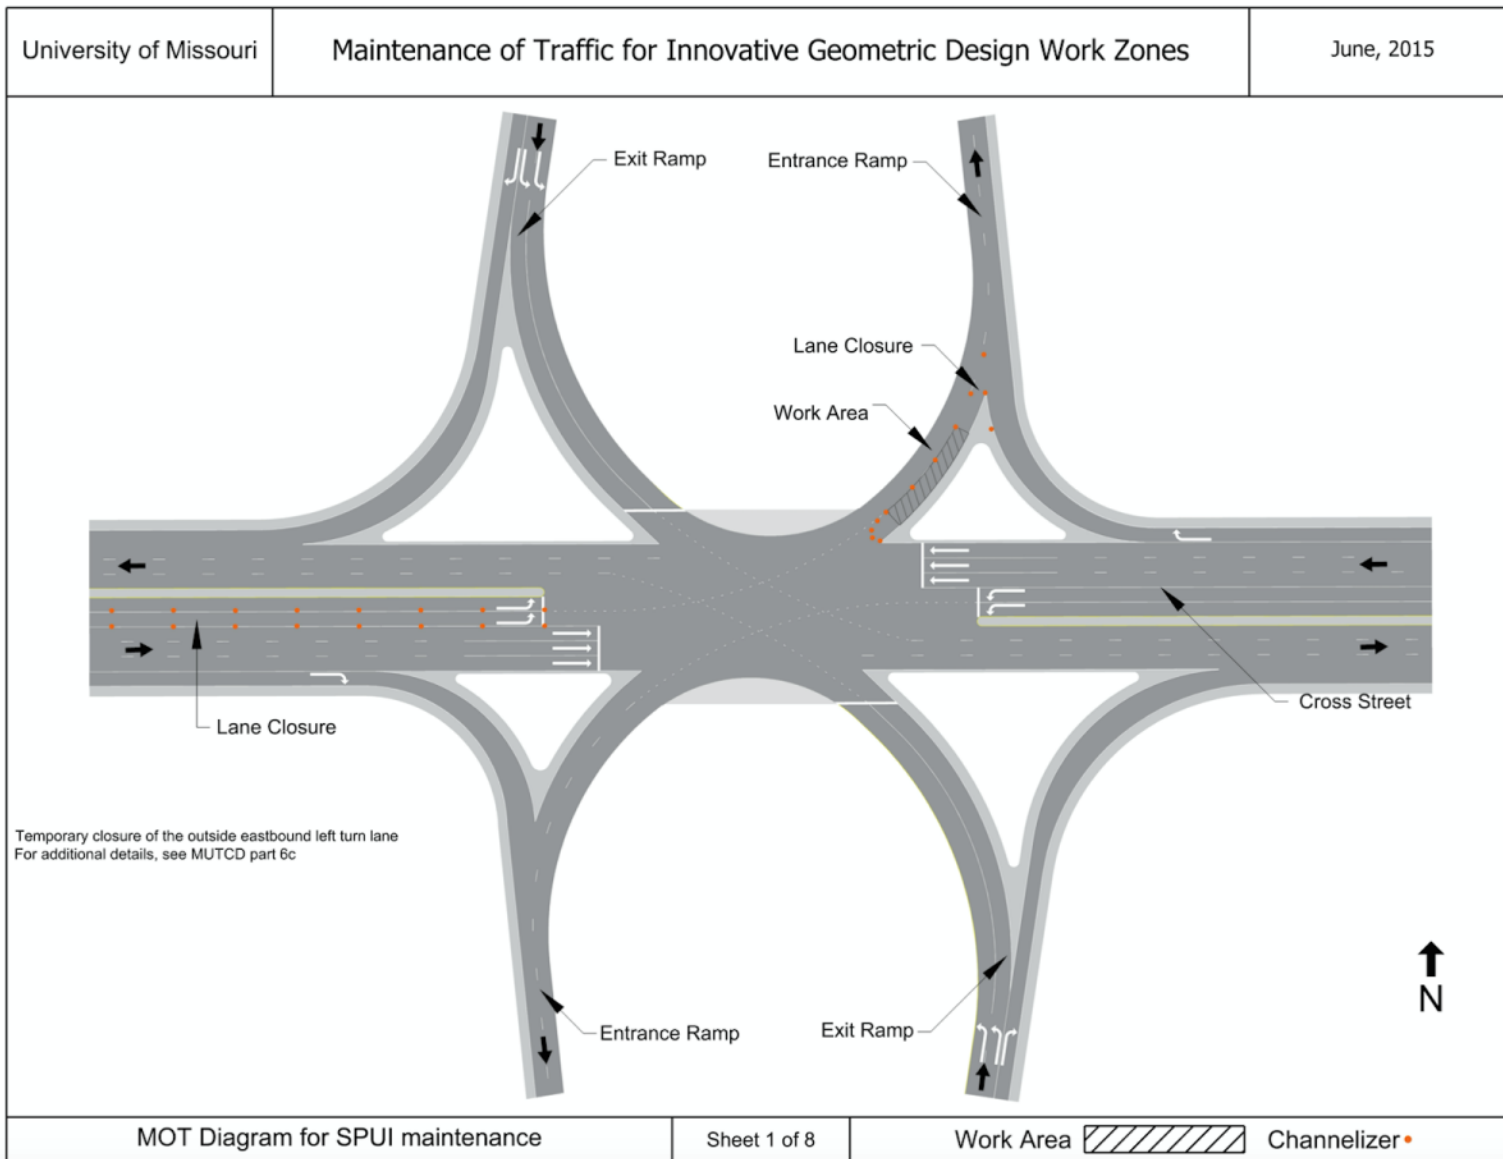 University of Missouri
Maintenance of Traffic for Innovative Geometric Design Work Zones
June, 2015
Exit Ramp
Entrance Ramp
Lane Closure
Work Area
Cross Street
Lane Closure
Temporary closure of the outside eastbound left turn lane
For additional details, see MUTCD part 6c
N
Entrance Ramp
Exit Ramp
MOT Diagram for SPUI maintenance
Sheet 1 of 8
Work Area
Channelizer